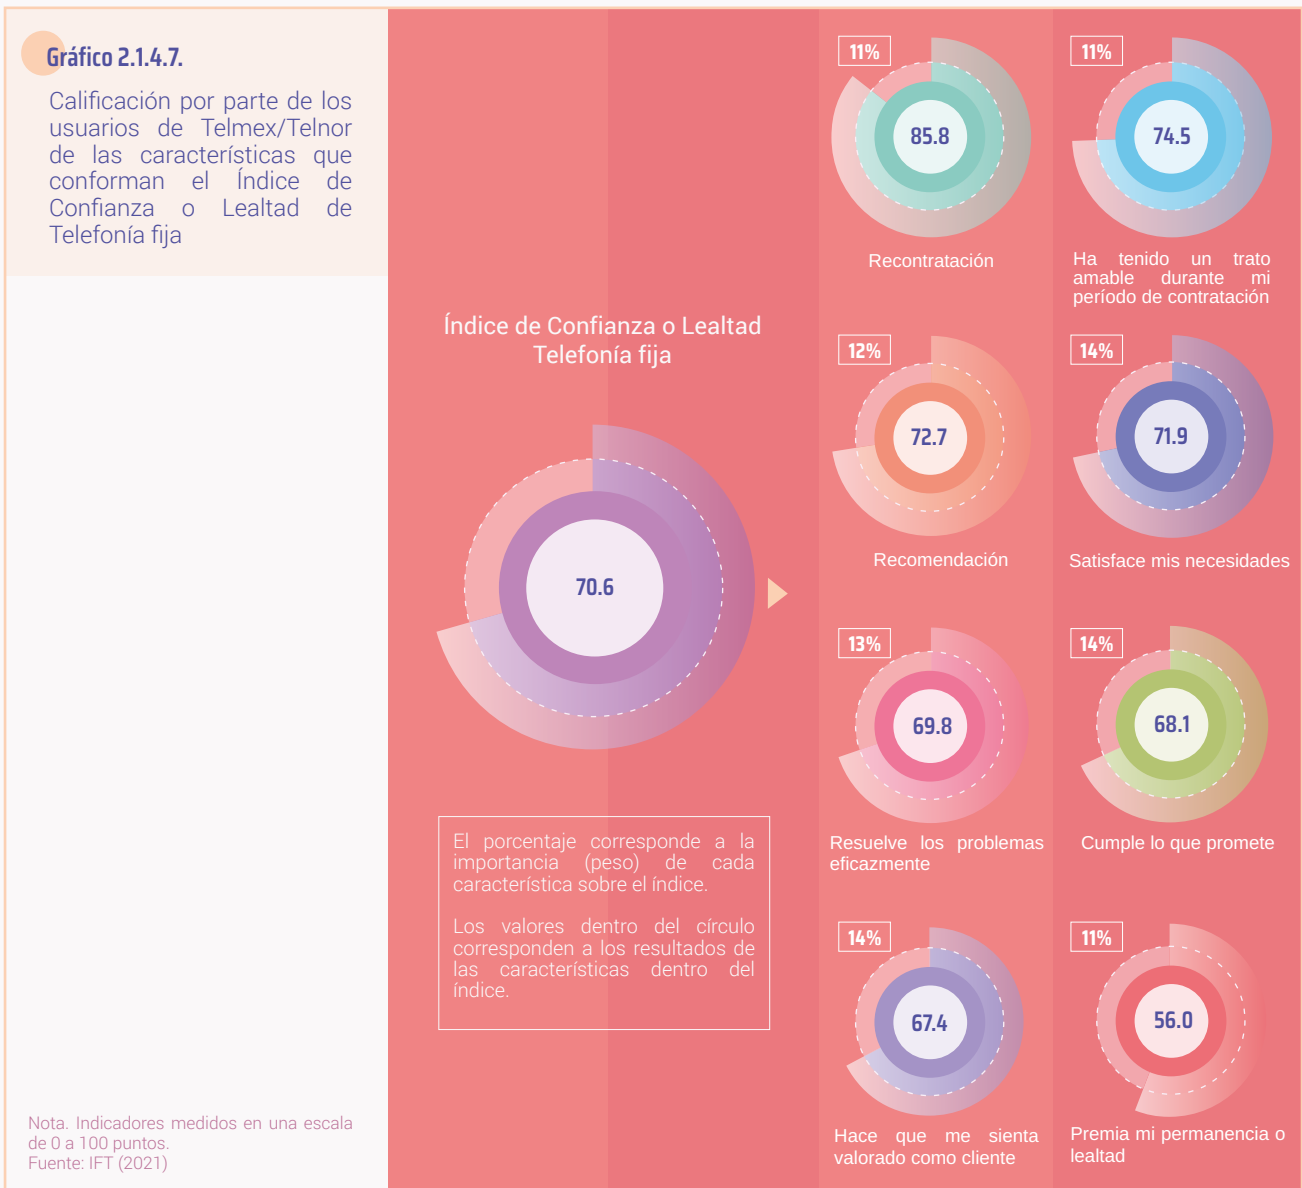 Gráfico 2.1.4.7.
Calificación por parte de los
usuarios de Telmex/Telnor
de las características que
conforman el Índice de
Confianza o Lealtad de
Telefonía fija
Índice de Confianza o Lealtad
Telefonía fija
70.6
El porcentaje corresponde a la
importancia (peso) de cada
característica sobre el índice.
Los valores dentro del círculo
corresponden a los resultados de
las características dentro del
índice.
11%
85.8
Recontratación
11%
74.5
Ha tenido un trato
amable durante mi
período de contratación
12%
72.7
Recomendación
14%
71.9
Satisface mis necesidades
13%
69.8
Resuelve los problemas
eficazmente
14%
68.1
Cumple lo que promete
14%
67.4
Hace que me sienta
valorado como cliente
11%
56.0
Premia mi permanencia o
lealtad
Nota. Indicadores medidos en una escala
de 0 a 100 puntos.
Fuente: IFT (2021)